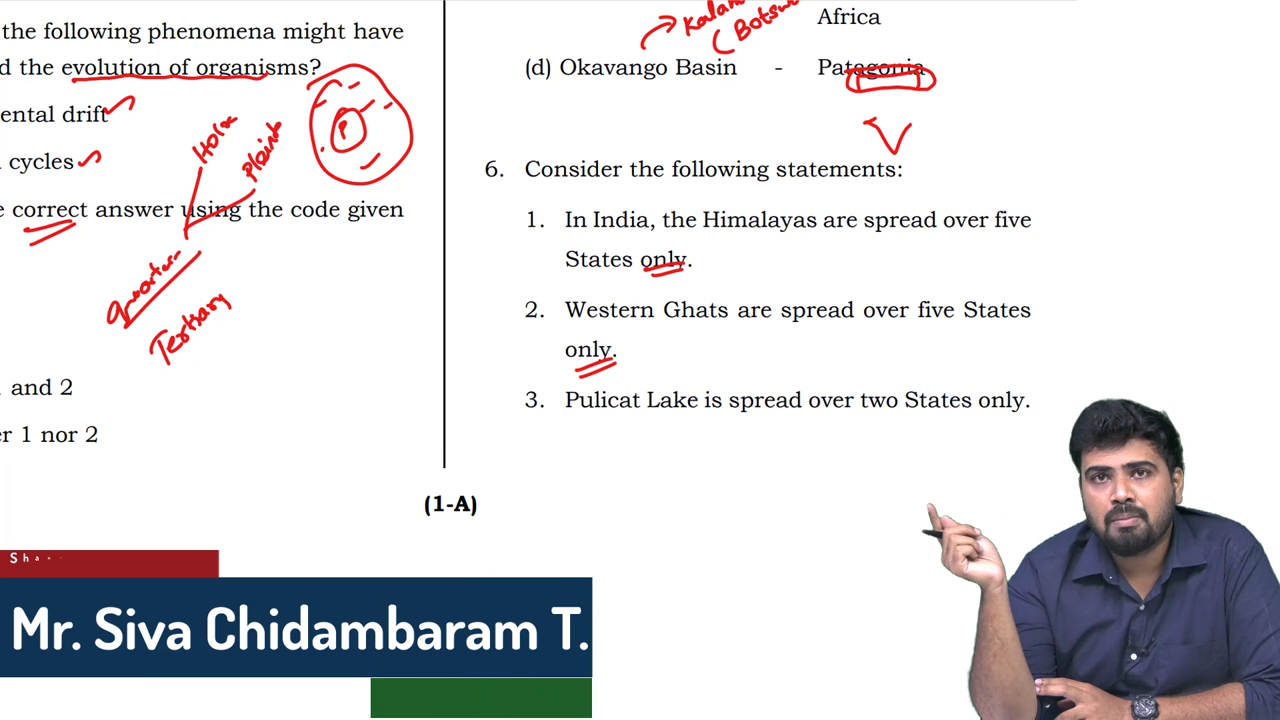 the following phenomena might have
d the evolution of organisms?
ental drift
cycles
e correct answer using the code given
Tertiary
P
1 and 2
er 1 nor 2
Africa
(d) Okavango Basin - Patagonia
6. Consider the following statements:
1. In India, the Himalayas are spread over five
States only.
2. Western Ghats are spread over five States
only.
3. Pulicat Lake is spread over two States only.
(1-A)
Mr. Siva Chidambaram T.